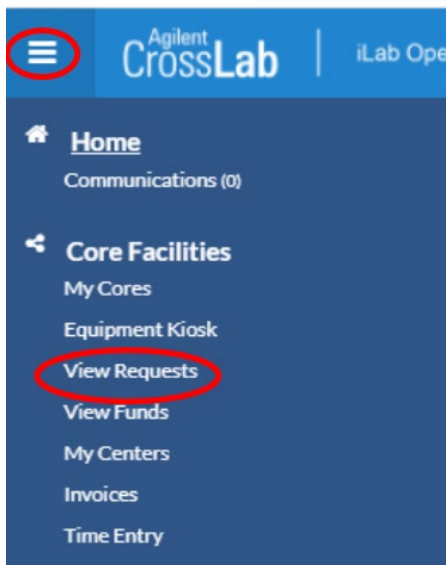 Agilent
CrossLab
iLab Ope
Home
Communications (0)
Core Facilities
My Cores
Equipment Kiosk
View Requests
View Funds
My Centers
Invoices
Time Entry